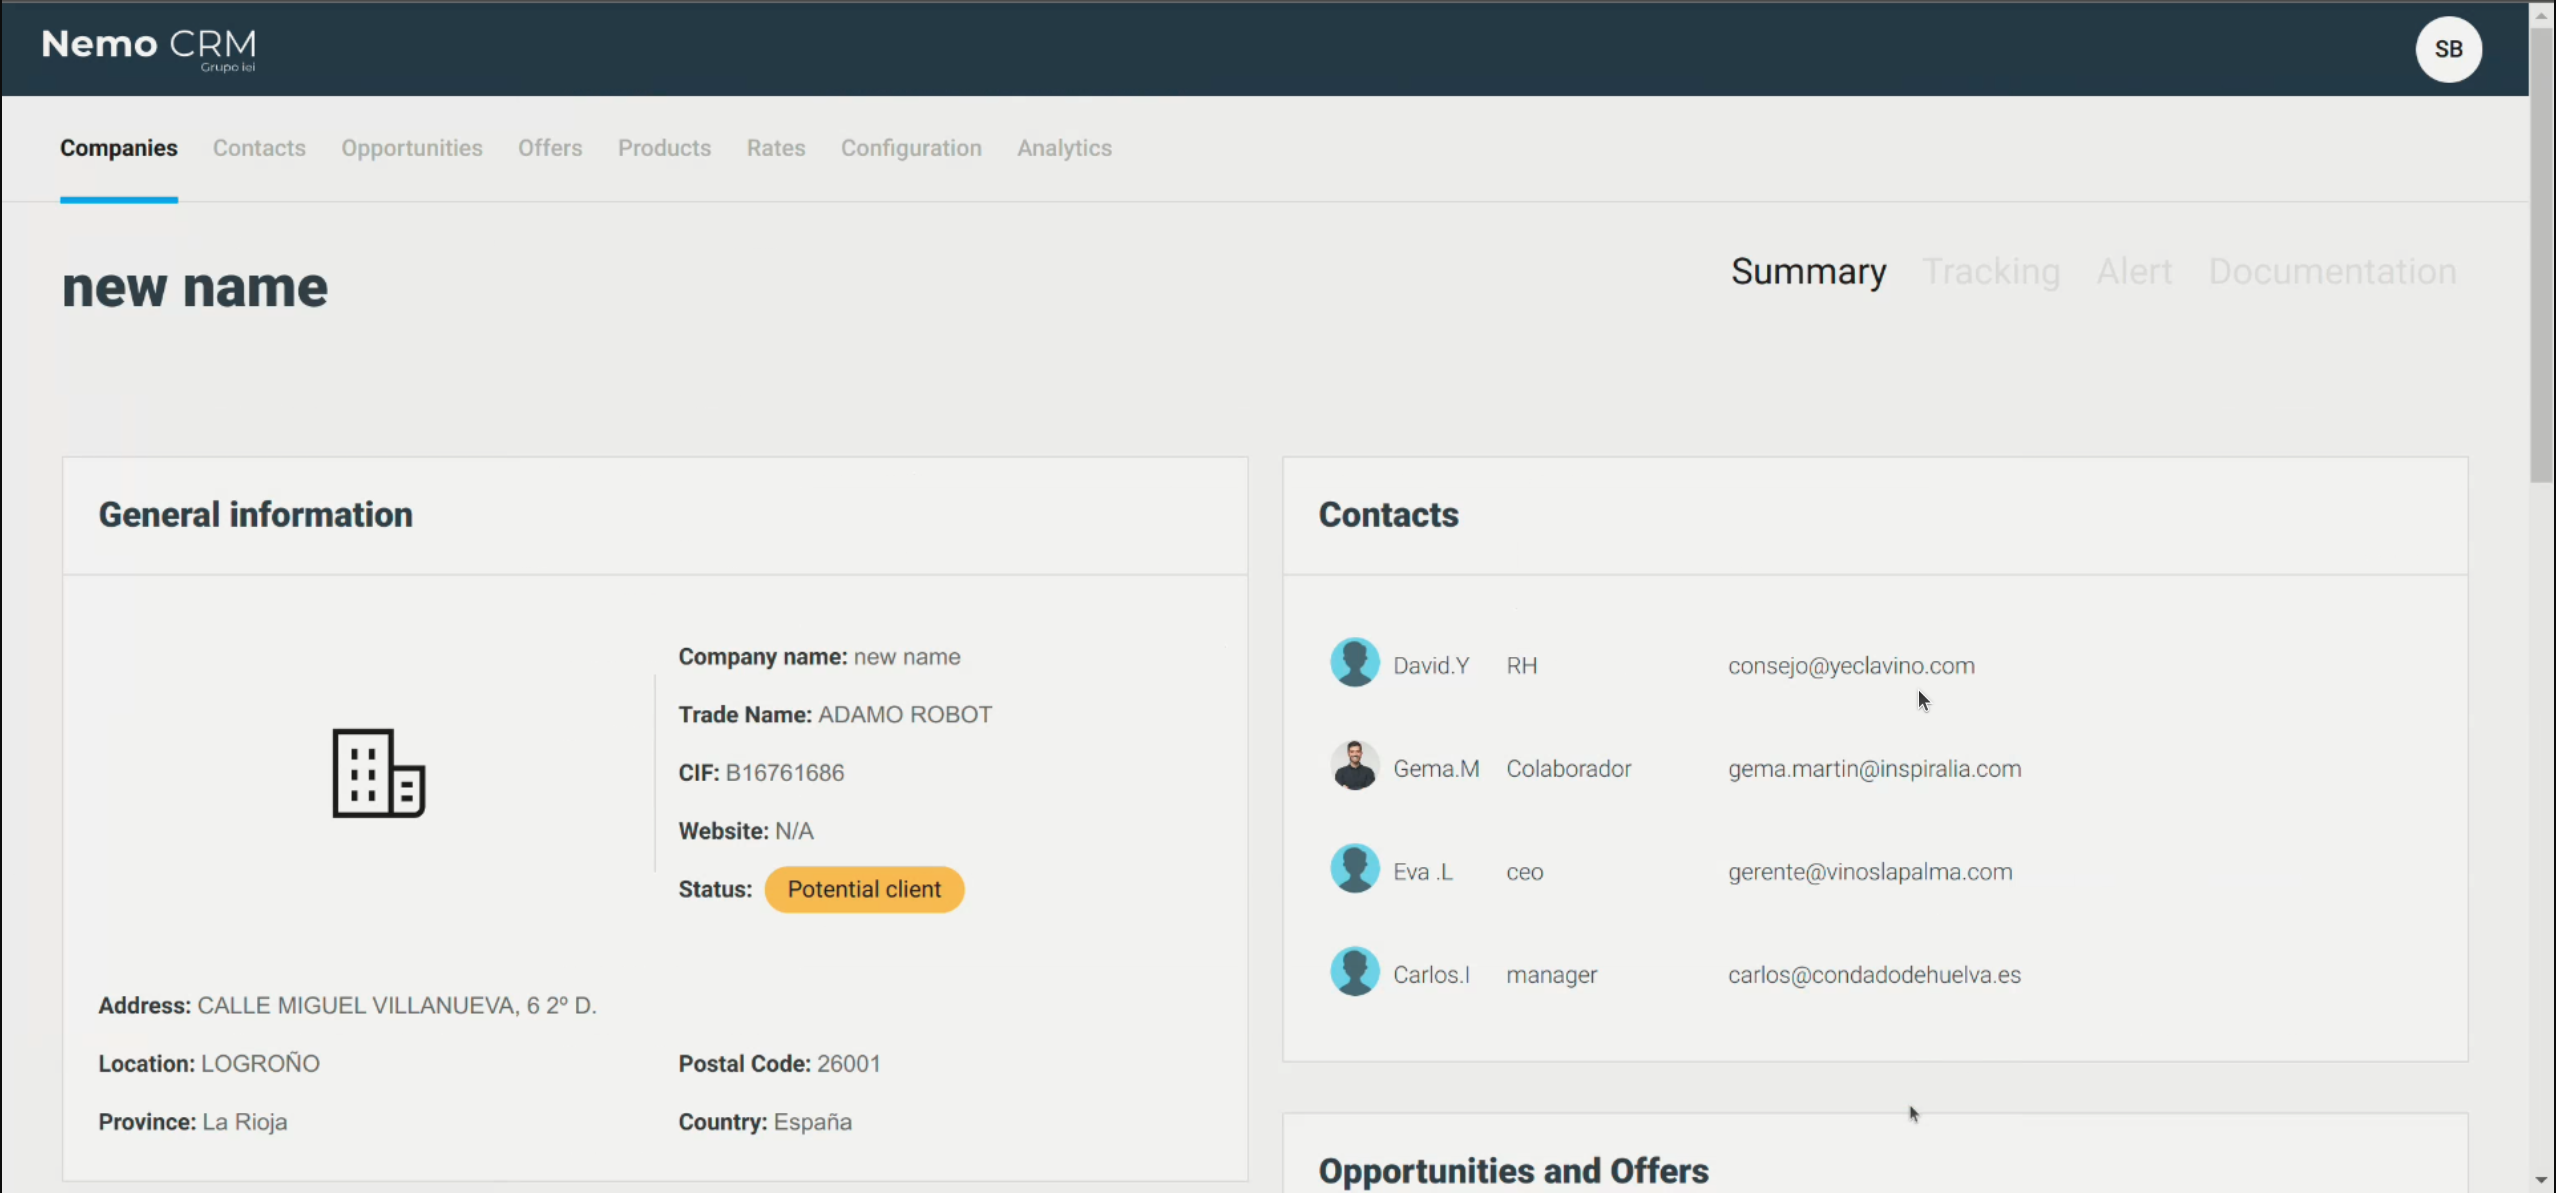 Nemo CRM
Grupo iei
SB
Companies Contacts Opportunities Offers Products Rates Configuration Analytics
new name
Summary Tracking Alert Documentation
General information
Company name: new name
Trade Name: ADAMO ROBOT
CIF: B16761686
Website: N/A
Status: Potential client
Address: CALLE MIGUEL VILLANUEVA, 6 2º D.
Location: LOGROÑO
Postal Code: 26001
Province: La Rioja
Country: España
Contacts
David.Y RH consejo@yeclavino.com
Gema.M Colaborador gema.martin@inspiralia.com
Eva .L ceo gerente@vinoslapalma.com
Carlos.I manager carlos@condadodehuelva.es
Opportunities and Offers